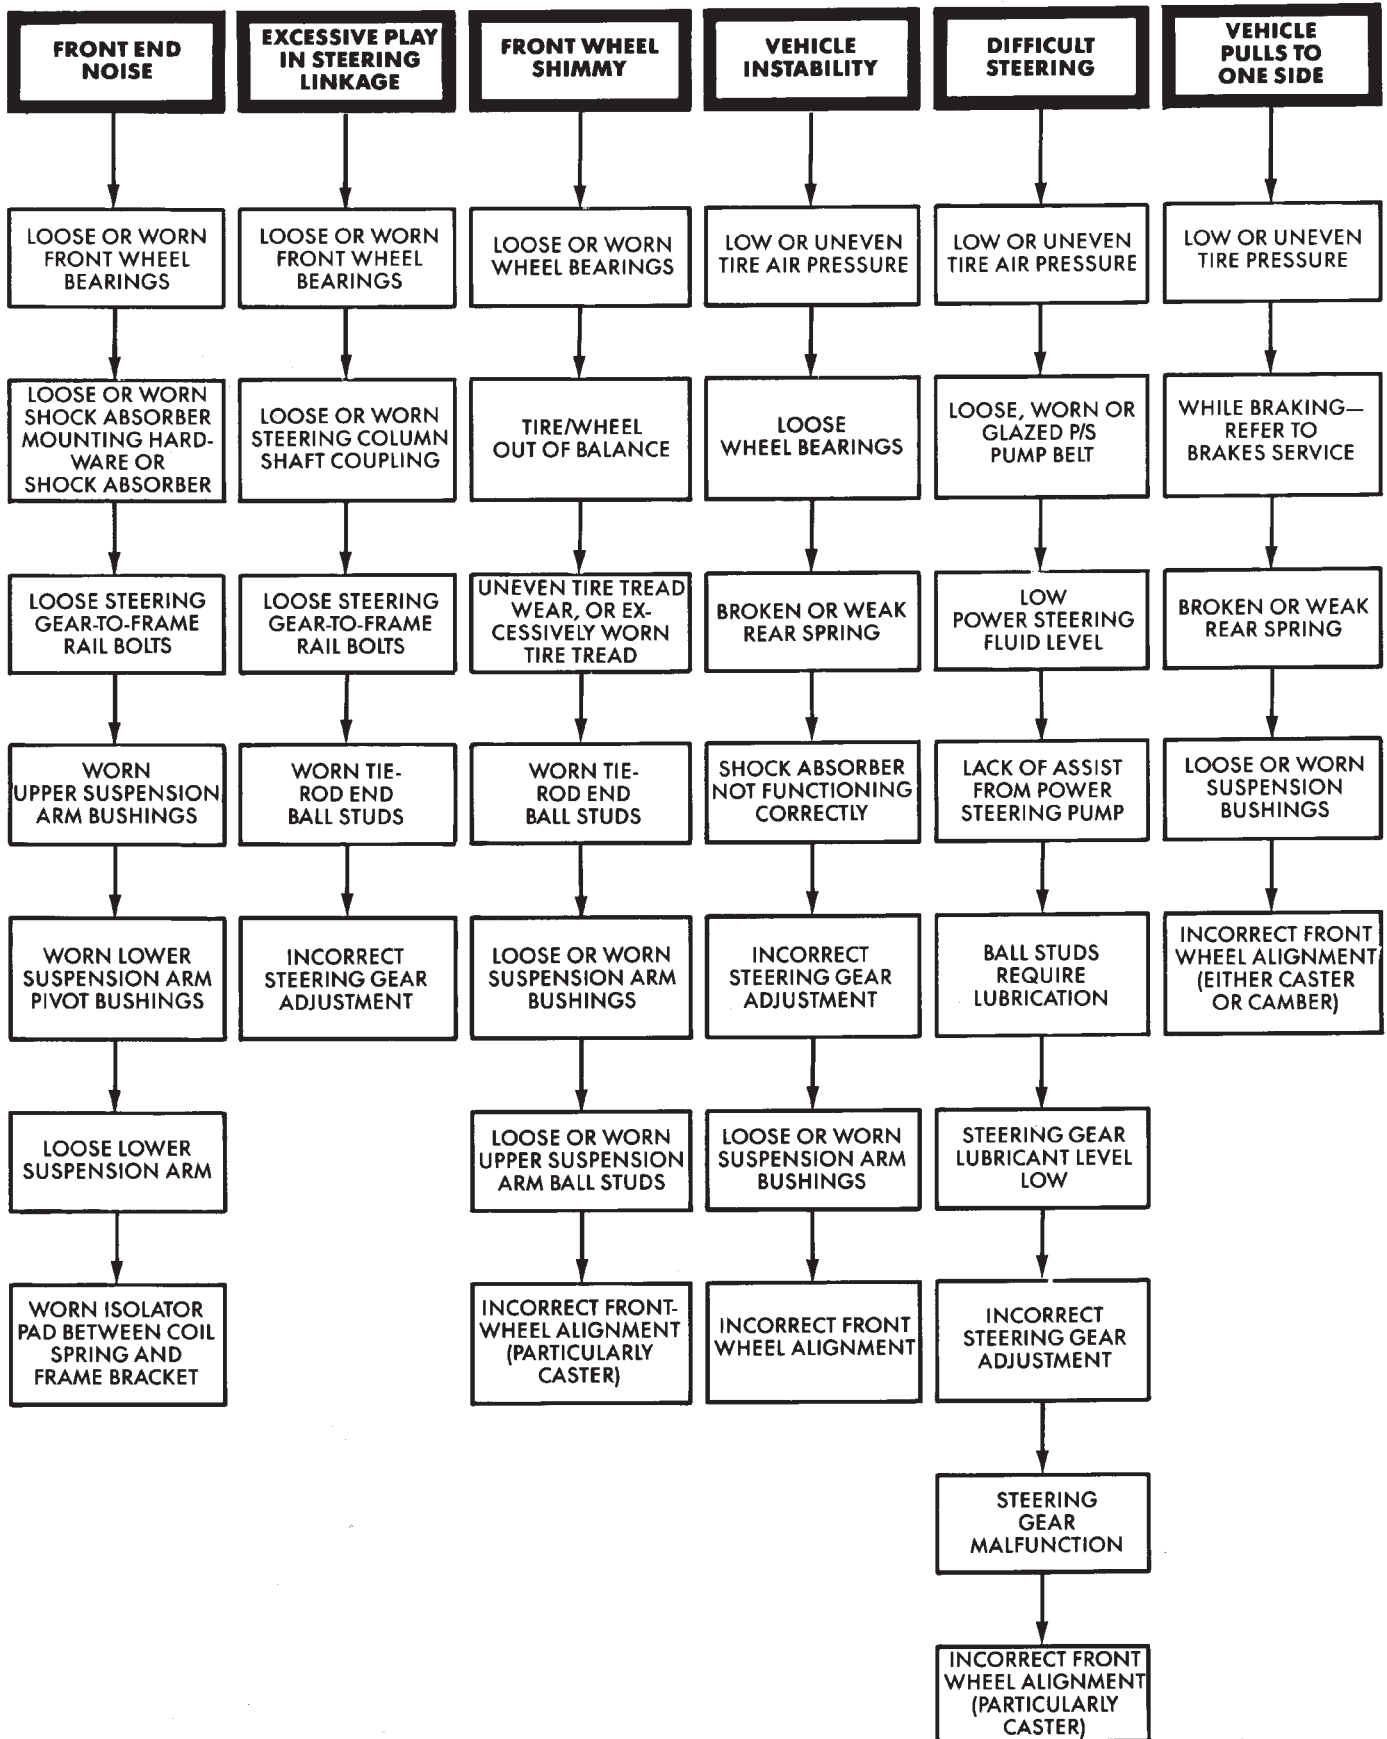 FRONT END
NOISE
LOOSE OR WORN
FRONT WHEEL
BEARINGS
LOOSE OR WORN
SHOCK ABSORBER
MOUNTING HARD-
WARE OR
SHOCK ABSORBER
LOOSE STEERING
GEAR-TO-FRAME
RAIL BOLTS
WORN
UPPER SUSPENSION
ARM BUSHINGS
WORN LOWER
SUSPENSION ARM
PIVOT BUSHINGS
LOOSE LOWER
SUSPENSION ARM
WORN ISOLATOR
PAD BETWEEN COIL
SPRING AND
FRAME BRACKET
EXCESSIVE PLAY
IN STEERING
LINKAGE
LOOSE OR WORN
FRONT WHEEL
BEARINGS
LOOSE OR WORN
STEERING COLUMN
SHAFT COUPLING
LOOSE STEERING
GEAR-TO-FRAME
RAIL BOLTS
WORN TIE-
ROD END
BALL STUDS
INCORRECT
STEERING GEAR
ADJUSTMENT
FRONT WHEEL
SHIMMY
LOOSE OR WORN
WHEEL BEARINGS
TIRE/WHEEL
OUT OF BALANCE
UNEVEN TIRE TREAD
WEAR, OR EX-
CESSIVELY WORN
TIRE TREAD
WORN TIE-
ROD END
BALL STUDS
LOOSE OR WORN
SUSPENSION ARM
BUSHINGS
LOOSE OR WORN
UPPER SUSPENSION
ARM BALL STUDS
INCORRECT FRONT-
WHEEL ALIGNMENT
(PARTICULARLY
CASTER)
VEHICLE
INSTABILITY
LOW OR UNEVEN
TIRE AIR PRESSURE
LOOSE
WHEEL BEARINGS
BROKEN OR WEAK
REAR SPRING
SHOCK ABSORBER
NOT FUNCTIONING
CORRECTLY
INCORRECT
STEERING GEAR
ADJUSTMENT
LOOSE OR WORN
SUSPENSION ARM
BUSHINGS
INCORRECT FRONT
WHEEL ALIGNMENT
DIFFICULT
STEERING
LOW OR UNEVEN
TIRE AIR PRESSURE
LOOSE, WORN OR
GLAZED P/S
PUMP BELT
LOW
POWER STEERING
FLUID LEVEL
LACK OF ASSIST
FROM POWER
STEERING PUMP
BALL STUDS
REQUIRE
LUBRICATION
STEERING GEAR
LUBRICANT LEVEL
LOW
INCORRECT
STEERING GEAR
ADJUSTMENT
STEERING
GEAR
MALFUNCTION
INCORRECT FRONT
WHEEL ALIGNMENT
(PARTICULARLY
CASTER)
VEHICLE
PULLS TO
ONE SIDE
LOW OR UNEVEN
TIRE PRESSURE
WHILE BRAKING—
REFER TO
BRAKES SERVICE
BROKEN OR WEAK
REAR SPRING
LOOSE OR WORN
SUSPENSION
BUSHINGS
INCORRECT FRONT
WHEEL ALIGNMENT
(EITHER CASTER
OR CAMBER)